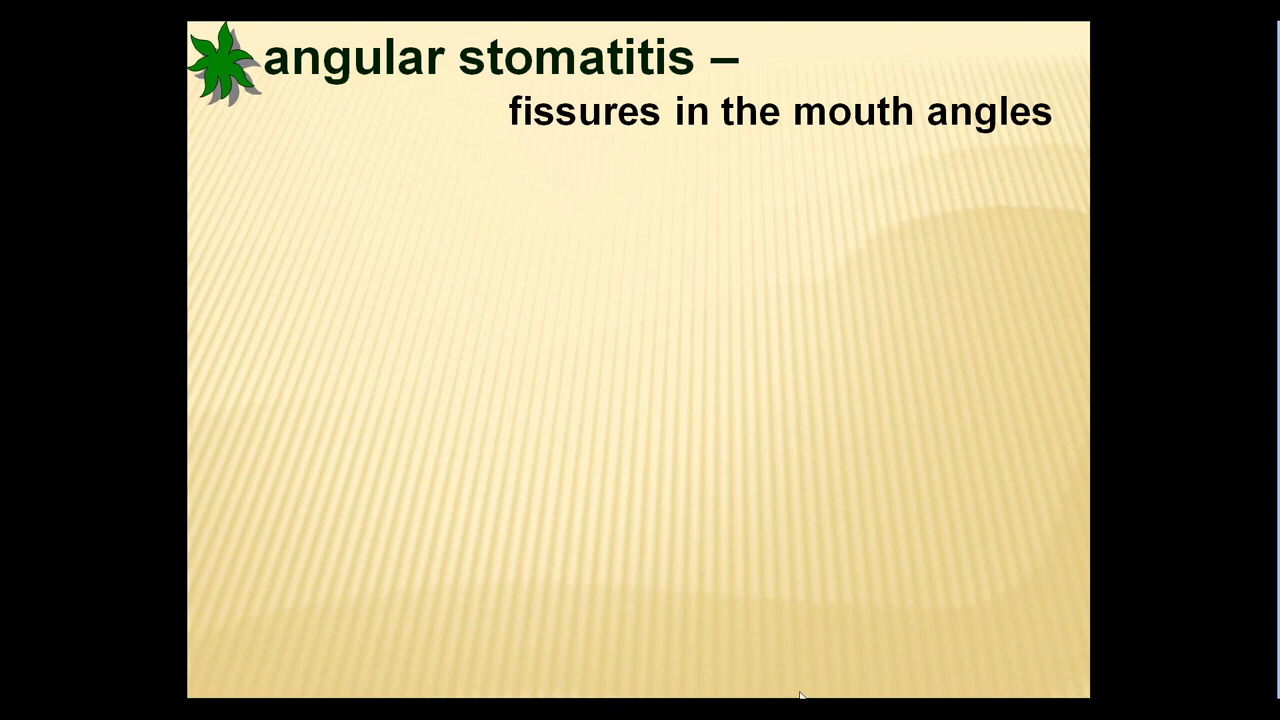 angular stomatitis –
fissures in the mouth angles